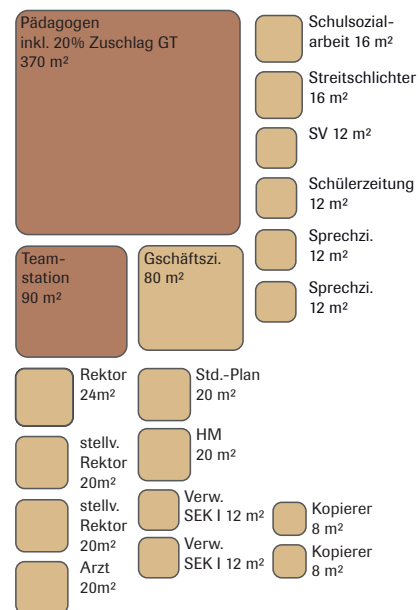 Pädagogen
inkl. 20% Zuschlag GT
370 m²
Schulsozial-
arbeit 16 m²
Streitschlichter
16 m²
SV 12 m²
Schülerzeitung
12 m²
Sprechzi.
12 m²
Sprechzi.
12 m²
Team-
station
90 m²
Gschäftszi.
80 m²
Rektor
24m²
stellv.
Rektor
20m²
stellv.
Rektor
20m²
Arzt
20m²
Std.-Plan
20 m²
HM
20 m²
Verw.
SEK I 12 m²
Verw.
SEK I 12 m²
Kopierer
8 m²
Kopierer
8 m²